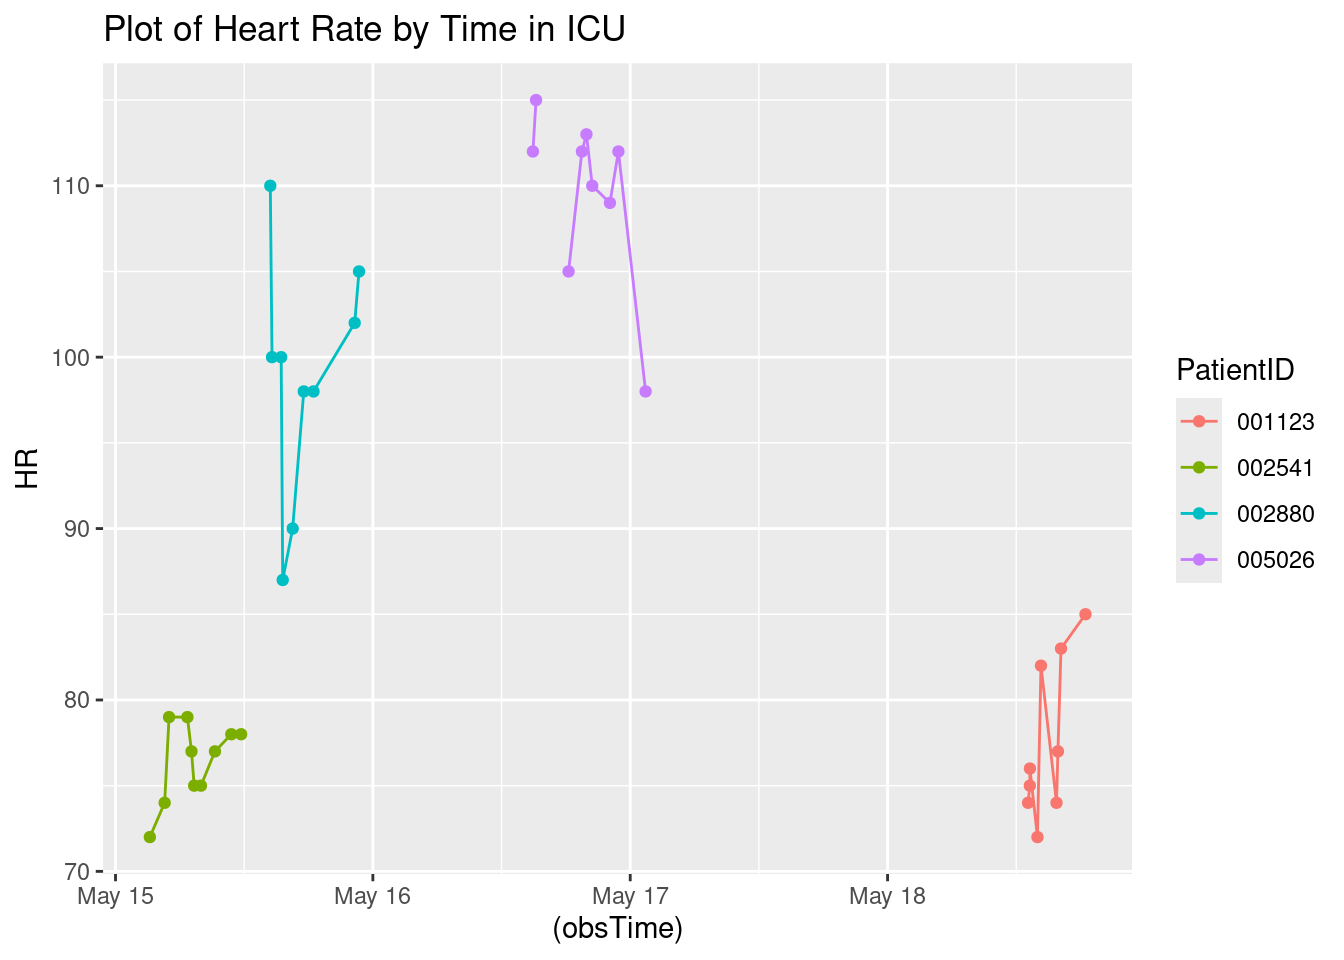 Plot of Heart Rate by Time in ICU
HR
110
100
90
80
70
May 15
May 16
May 17
May 18
(obsTime)
PatientID
001123
002541
002880
005026